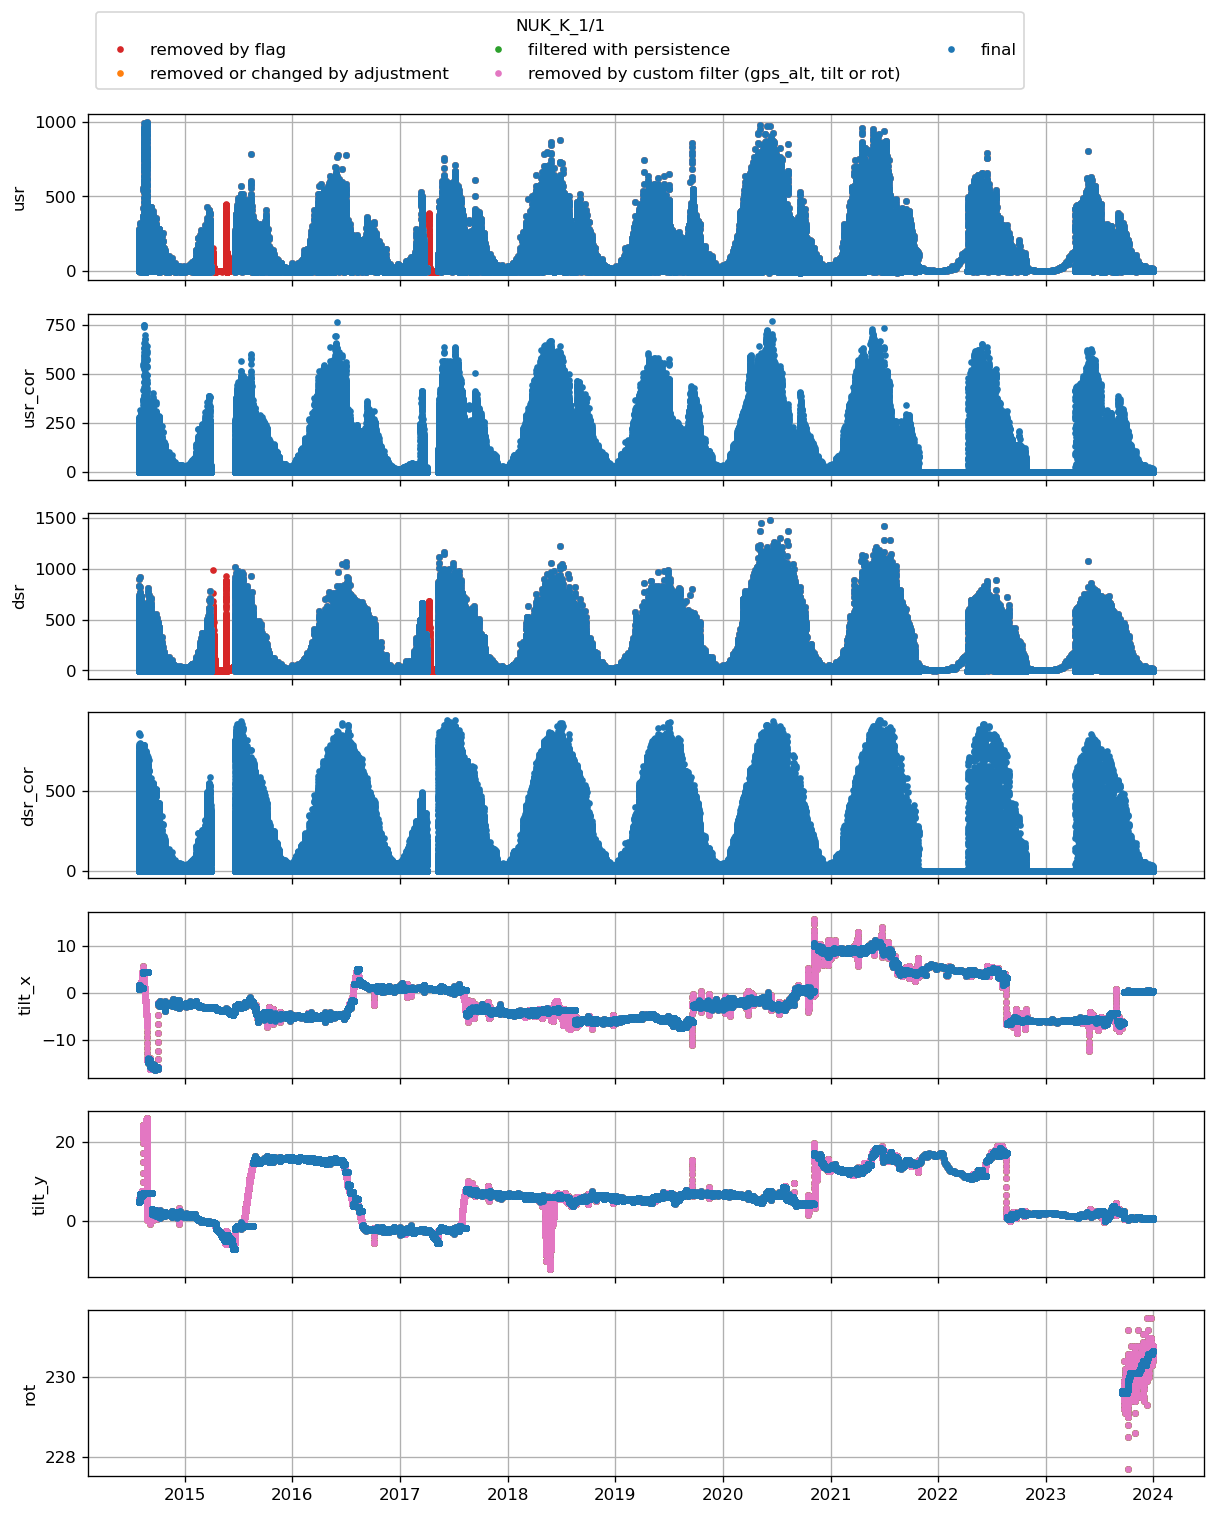 NUK_K_1/1
removed by flag
filtered with persistence
final
removed or changed by adjustment
removed by custom filter (gps_alt, tilt or rot)
1000
500
0
usr
750
500
250
0
usr_cor
1500
1000
500
0
dsr
500
0
dsr_cor
10
0
−10
tilt_x
20
0
tilt_y
230
228
rot
2015 2016 2017 2018 2019 2020 2021 2022 2023 2024